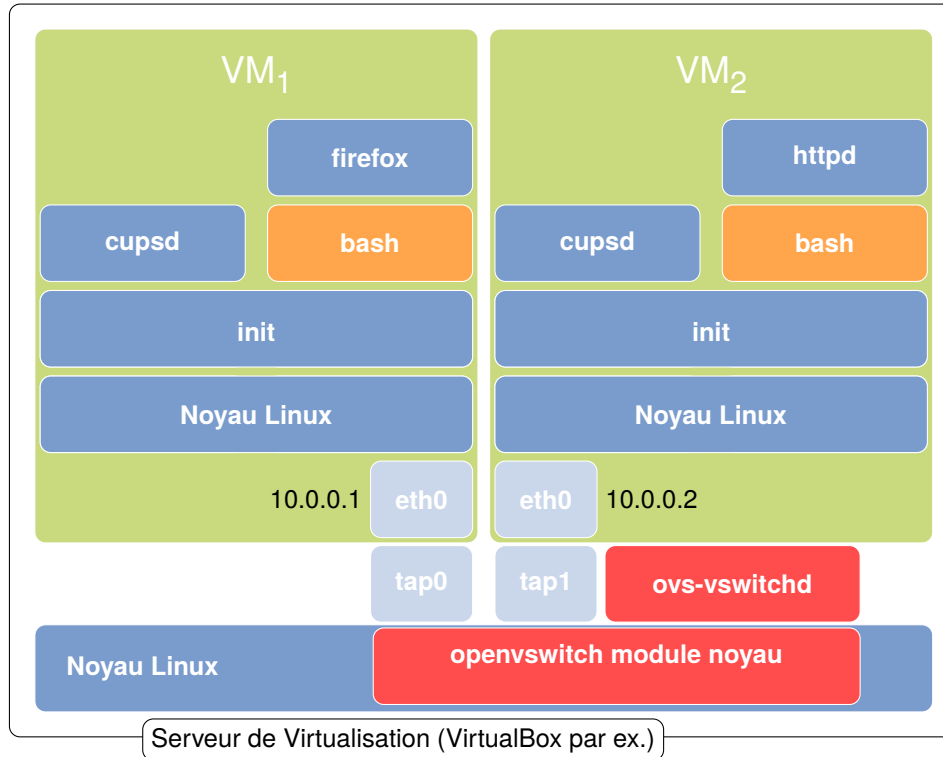 VM1
VM2
firefox
httpd
cupsd
bash
cupsd
bash
init
init
Noyau Linux
Noyau Linux
10.0.0.1
eth0
eth0
10.0.0.2
tap0
tap1
ovs-vswitchd
Noyau Linux
openvswitch module noyau
Serveur de Virtualisation (VirtualBox par ex.)